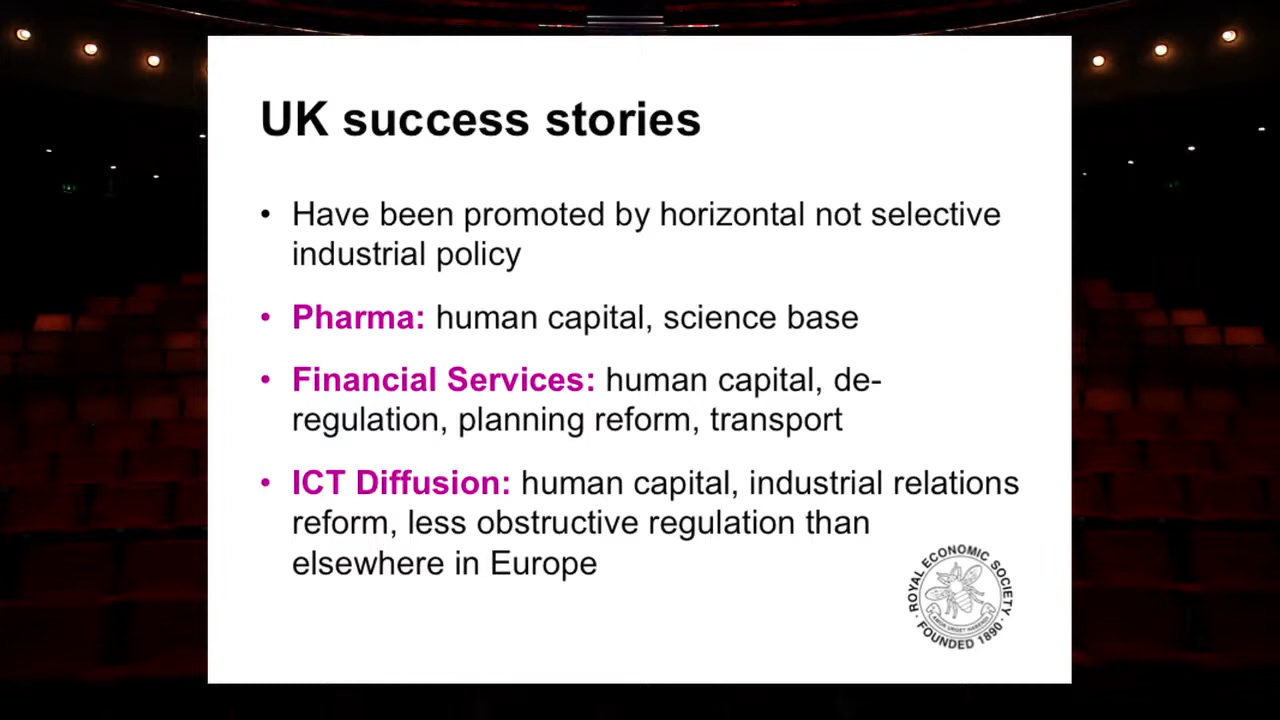 UK success stories
• Have been promoted by horizontal not selective
industrial policy
• Pharma: human capital, science base
• Financial Services: human capital, de-
regulation, planning reform, transport
• ICT Diffusion: human capital, industrial relations
reform, less obstructive regulation than
elsewhere in Europe
ROYAL ECONOMIC SOCIETY
· FOUNDED 1890 ·